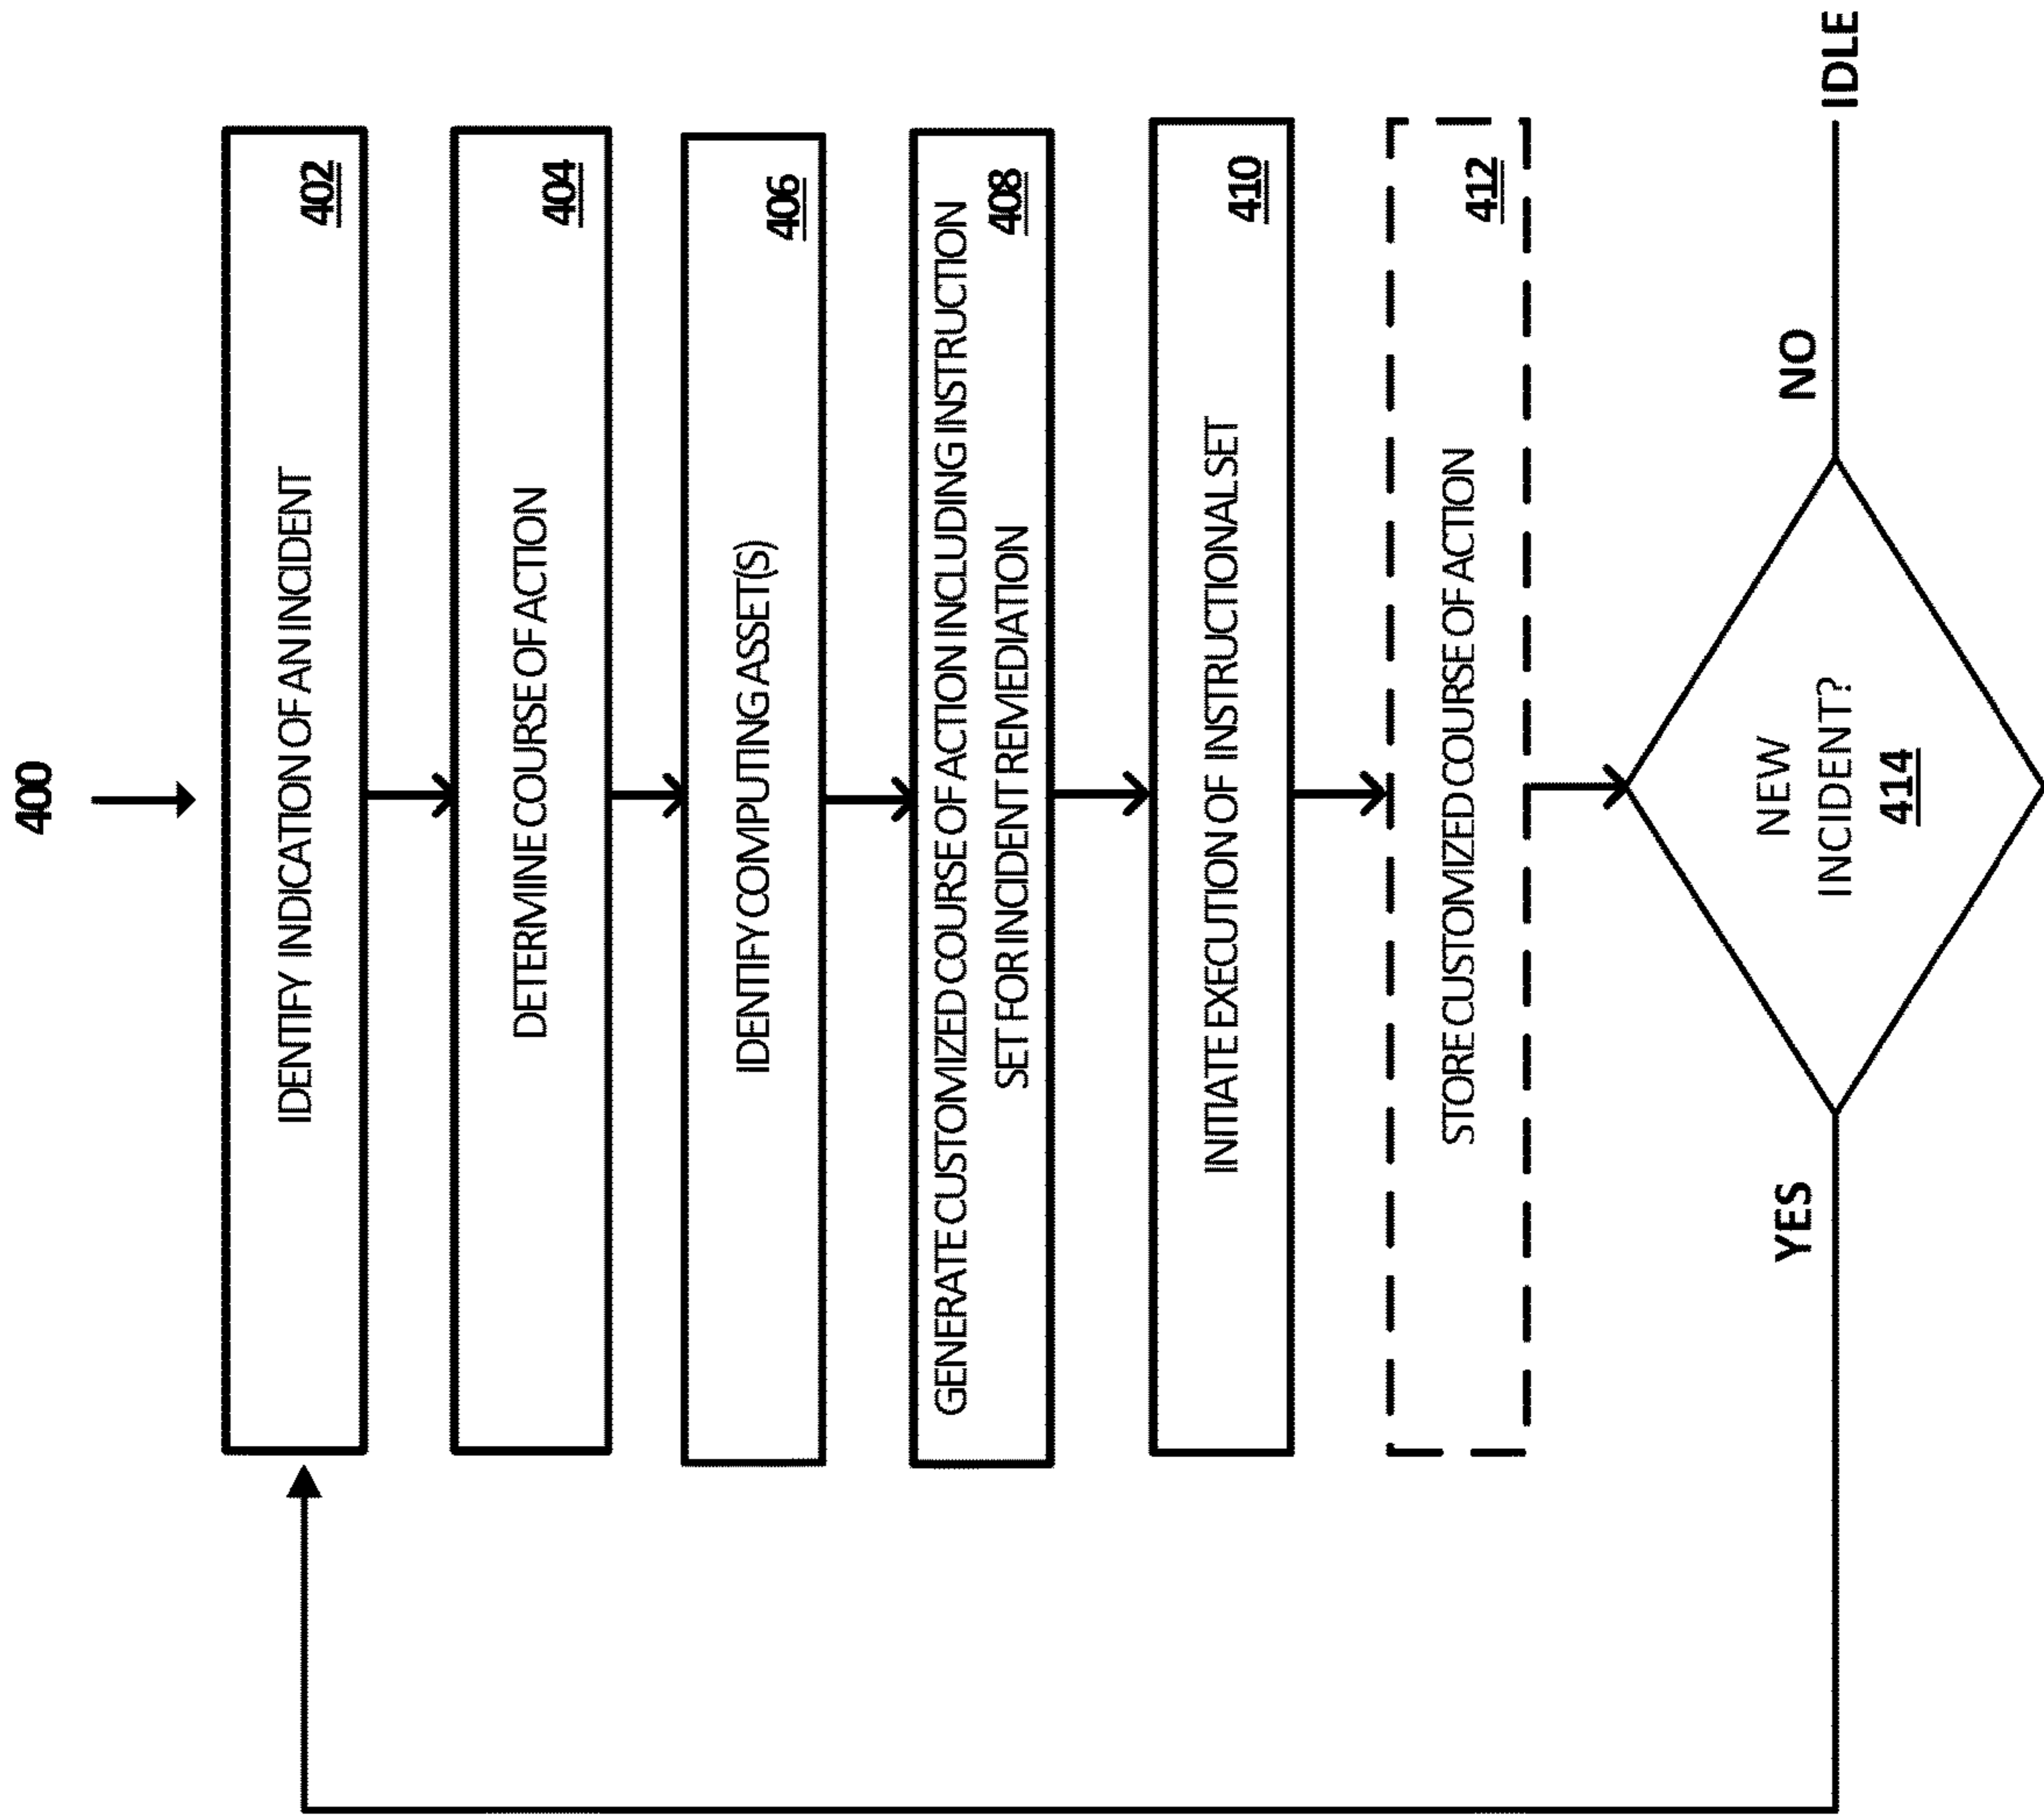 400
IDENTIFY INDICATION OF AN INCIDENT
402
DETERMINE COURSE OF ACTION
404
IDENTIFY COMPUTING ASSET(S)
406
GENERATE CUSTOMIZED COURSE OF ACTION INCLUDING INSTRUCTION
SET FOR INCIDENT REMEDIATION
408
INITIATE EXECUTION OF INSTRUCTIONAL SET
410
STORE CUSTOMIZED COURSE OF ACTION
412
NEW
INCIDENT?
414
YES
NO
IDLE